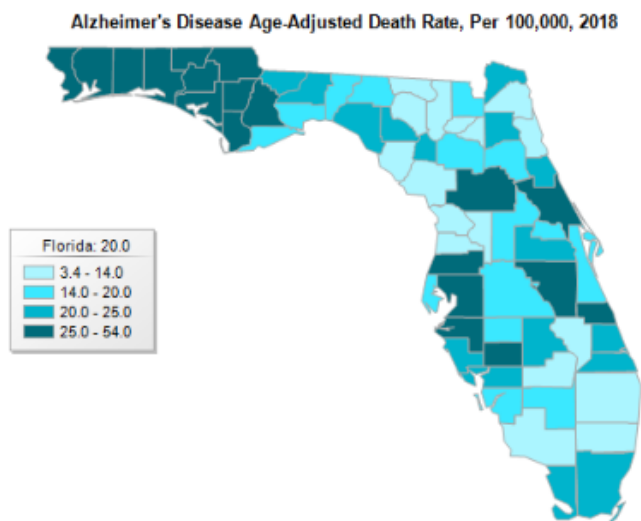 Alzheimer's Disease Age-Adjusted Death Rate, Per 100,000, 2018
Florida: 20.0
3.4 - 14.0
14.0 - 20.0
20.0 - 25.0
25.0 - 54.0